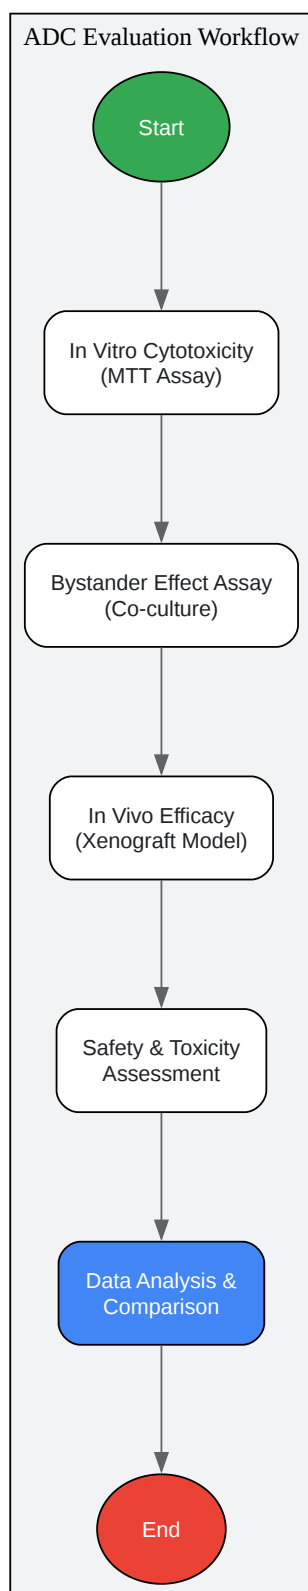 ADC Evaluation Workflow
Start
In Vitro Cytotoxicity
(MTT Assay)
Bystander Effect Assay
(Co-culture)
In Vivo Efficacy
(Xenograft Model)
Safety & Toxicity
Assessment
Data Analysis &
Comparison
End